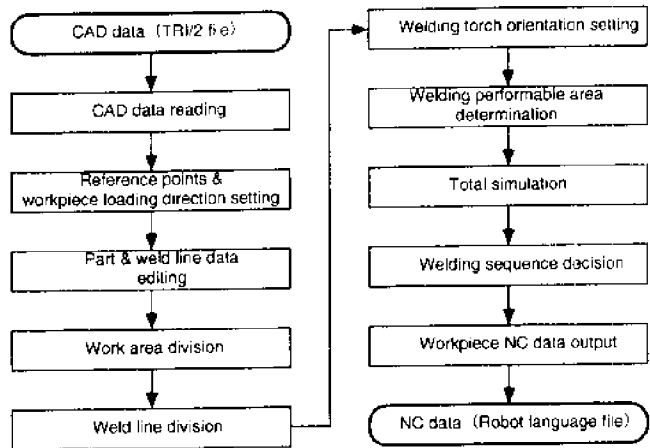 CAD data (TRI/2 file)
CAD data reading
Reference points &
workpiece loading direction setting
Part & weld line data
editing
Work area division
Weld line division
Welding torch orientation setting
Welding performable area
determination
Total simulation
Welding sequence decision
Workpiece NC data output
NC data (Robot language file)